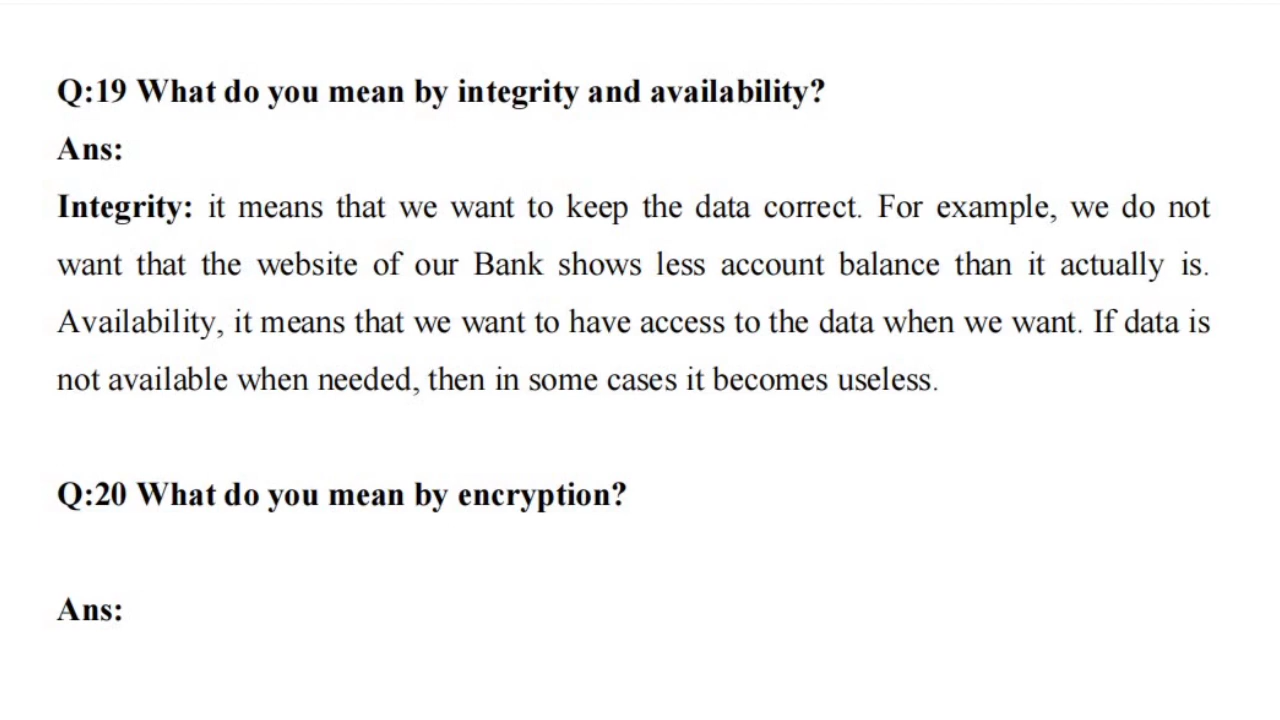 Q:19 What do you mean by integrity and availability?
Ans:
Integrity: it means that we want to keep the data correct. For example, we do not
want that the website of our Bank shows less account balance than it actually is.
Availability, it means that we want to have access to the data when we want. If data is
not available when needed, then in some cases it becomes useless.
Q:20 What do you mean by encryption?
Ans: